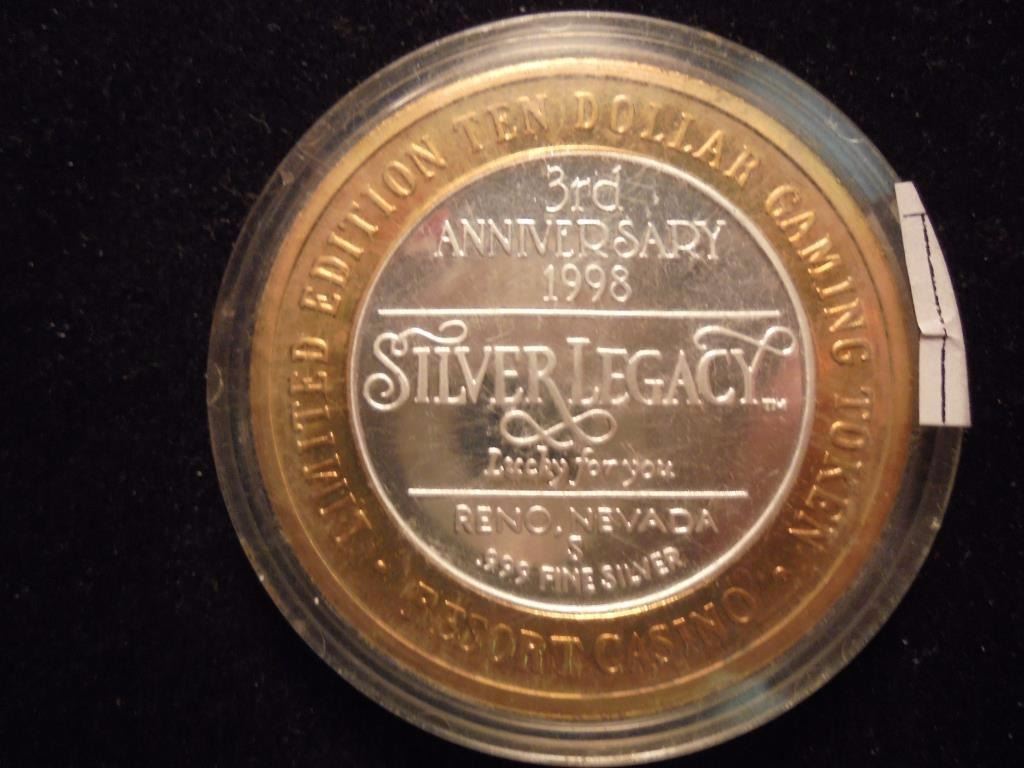 LIMITED EDITION TEN DOLLAR GAMING TOKEN
3rd
ANNIVERSARY
1998
SILVER LEGACY™
Lucky for you
RENO, NEVADA
S
.999 FINE SILVER
• RESORT CASINO •